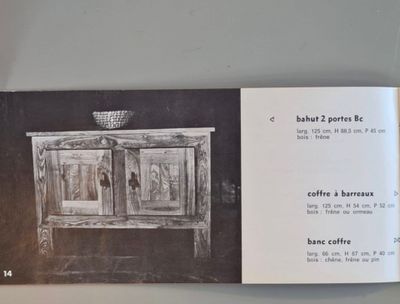 bahut 2 portes Bc
larg. 125 cm, H 88,5 cm, P 45 cm
bois : frêne
coffre à barreaux
larg. 125 cm, H 54 cm, P 52 cm
bois : frêne ou ormeau
banc coffre
larg. 66 cm, H 67 cm, P 40 cm
bois : chêne, frêne ou pin
14